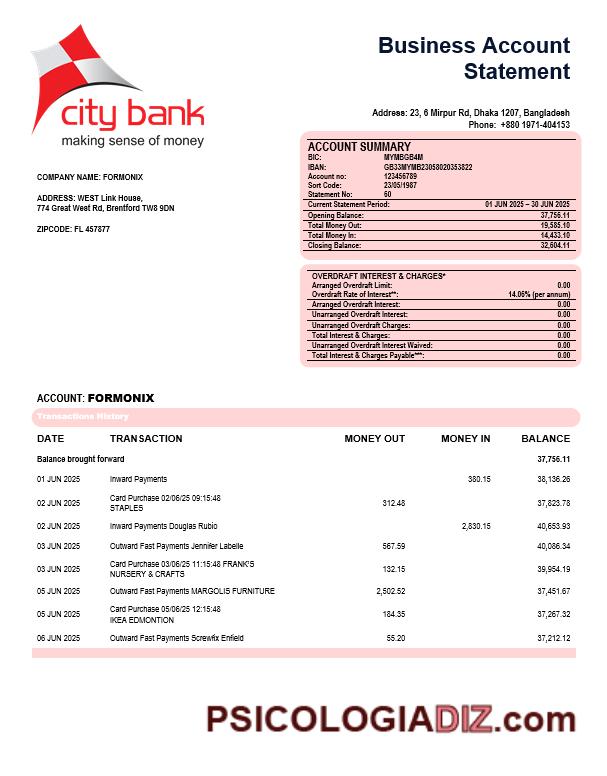 Business Account
Statement
city bank
making sense of money
Address: 23, 6 Mirpur Rd, Dhaka 1207, Bangladesh
Phone: +880 1971-404153
COMPANY NAME: FORMONIX
ADDRESS: WEST Link House,
774 Great West Rd, Brentford TW8 9DN
ZIPCODE: FL 457877
ACCOUNT SUMMARY
BIC: MYMBGB4M
IBAN: GB33MYMB23058020353822
Account no: 123456789
Sort Code: 23/05/1987
Statement No: 60
Current Statement Period: 01 JUN 2025 – 30 JUN 2025
Opening Balance: 37,756.11
Total Money Out: 19,585.10
Total Money In: 14,433.10
Closing Balance: 32,604.11
OVERDRAFT INTEREST & CHARGES*
Arranged Overdraft Limit: 0.00
Overdraft Rate of Interest**: 14.06% (per annum)
Arranged Overdraft Interest: 0.00
Unarranged Overdraft Interest: 0.00
Unarranged Overdraft Charges: 0.00
Total Interest & Charges: 0.00
Unarranged Overdraft Interest Waived: 0.00
Total Interest & Charges Payable***: 0.00
ACCOUNT: FORMONIX
Transactions History
DATE TRANSACTION MONEY OUT MONEY IN BALANCE
Balance brought forward 37,756.11
01 JUN 2025 Inward Payments 380.15 38,136.26
02 JUN 2025 Card Purchase 02/06/25 09:15:48 312.48 37,823.78
STAPLES
02 JUN 2025 Inward Payments Douglas Rubio 2,830.15 40,653.93
03 JUN 2025 Outward Fast Payments Jennifer Labelle 567.59 40,086.34
03 JUN 2025 Card Purchase 03/06/25 11:15:48 FRANK'S 132.15 39,954.19
NURSERY & CRAFTS
05 JUN 2025 Outward Fast Payments MARGOLIS FURNITURE 2,502.52 37,451.67
05 JUN 2025 Card Purchase 05/06/25 12:15:48 184.35 37,267.32
IKEA EDMONTION
06 JUN 2025 Outward Fast Payments Screwfix Enfield 55.20 37,212.12
PSICOLOGIADIZ.com